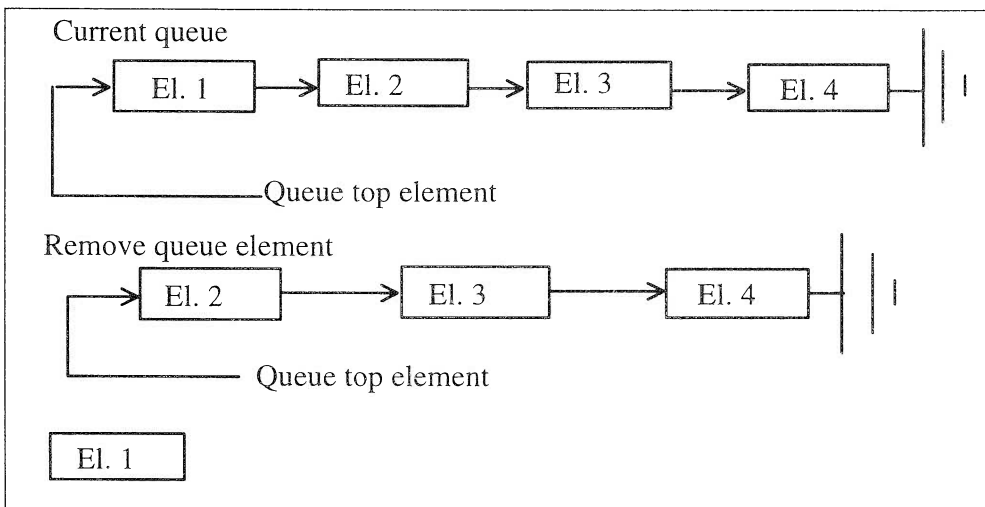 Current queue
El. 1 El. 2 El. 3 El. 4
Queue top element
Remove queue element
El. 2 El. 3 El. 4
Queue top element
El. 1